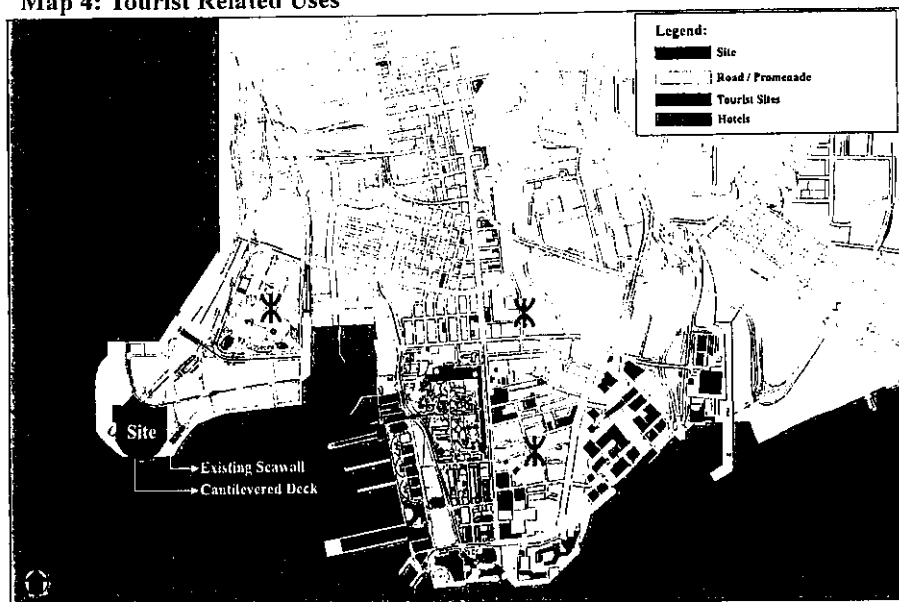 Map 4: Tourist Related Uses
Legend:
Site
Road / Promenade
Tourist Sites
Hotels
Site
Existing Seawall
Cantilevered Deck